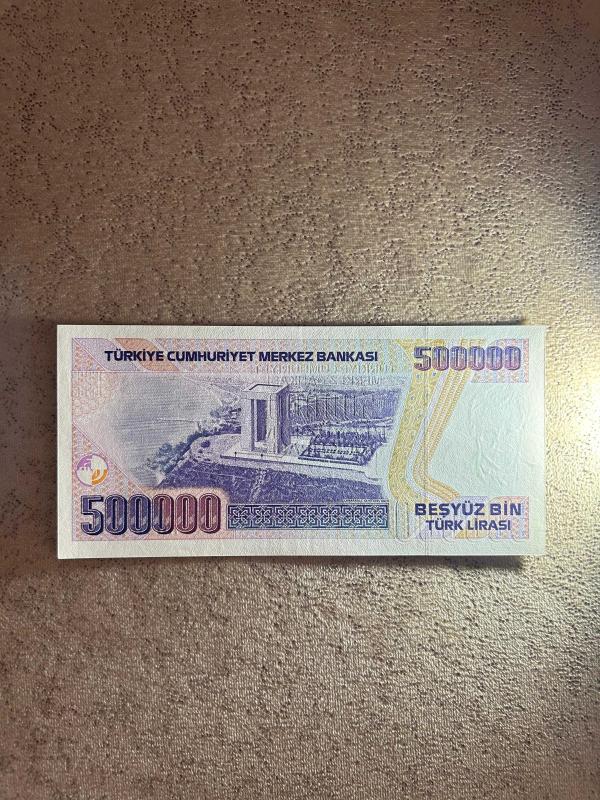 TÜRKİYE CUMHURİYET MERKEZ BANKASI
500000
500000
BEŞYÜZ BİN
TÜRK LİRASI